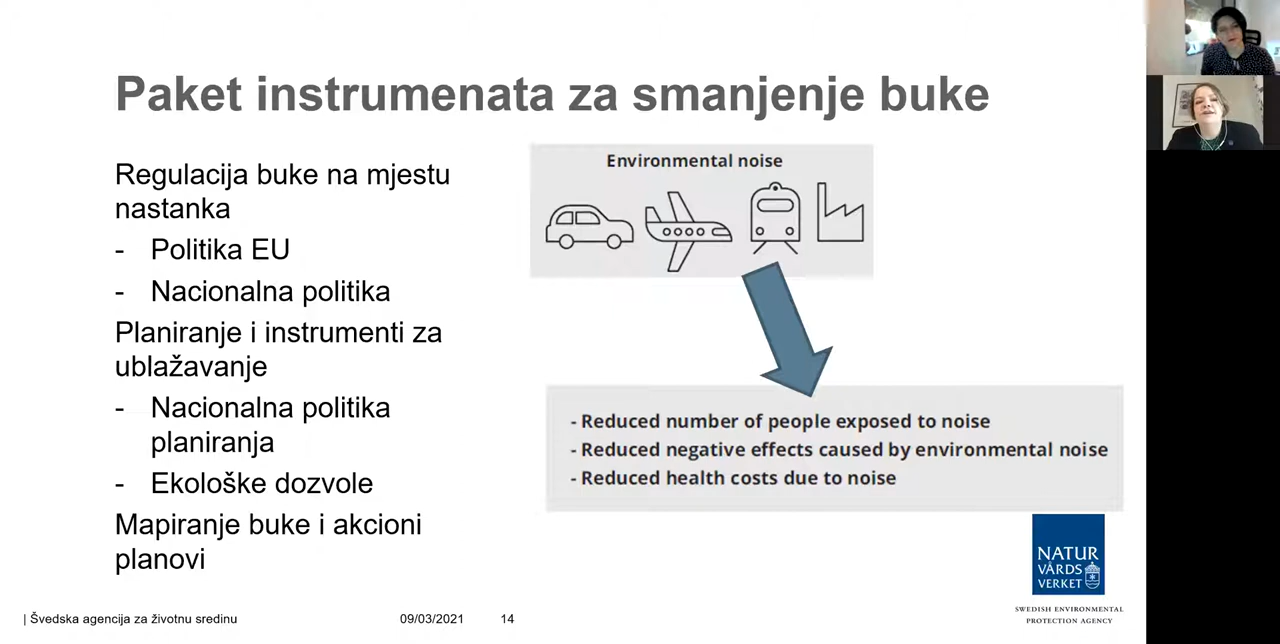 Paket instrumenata za smanjenje buke
Regulacija buke na mjestu
nastanka
- Politika EU
- Nacionalna politika
Planiranje i instrumenti za
ublažavanje
- Nacionalna politika
planiranja
- Ekološke dozvole
Mapiranje buke i akcioni
planovi
Environmental noise
- Reduced number of people exposed to noise
- Reduced negative effects caused by environmental noise
- Reduced health costs due to noise
NATUR
VÅRDS
VERKET
SWEDISH ENVIRONMENTAL
PROTECTION AGENCY
| Švedska agencija za životnu sredinu
09/03/2021
14